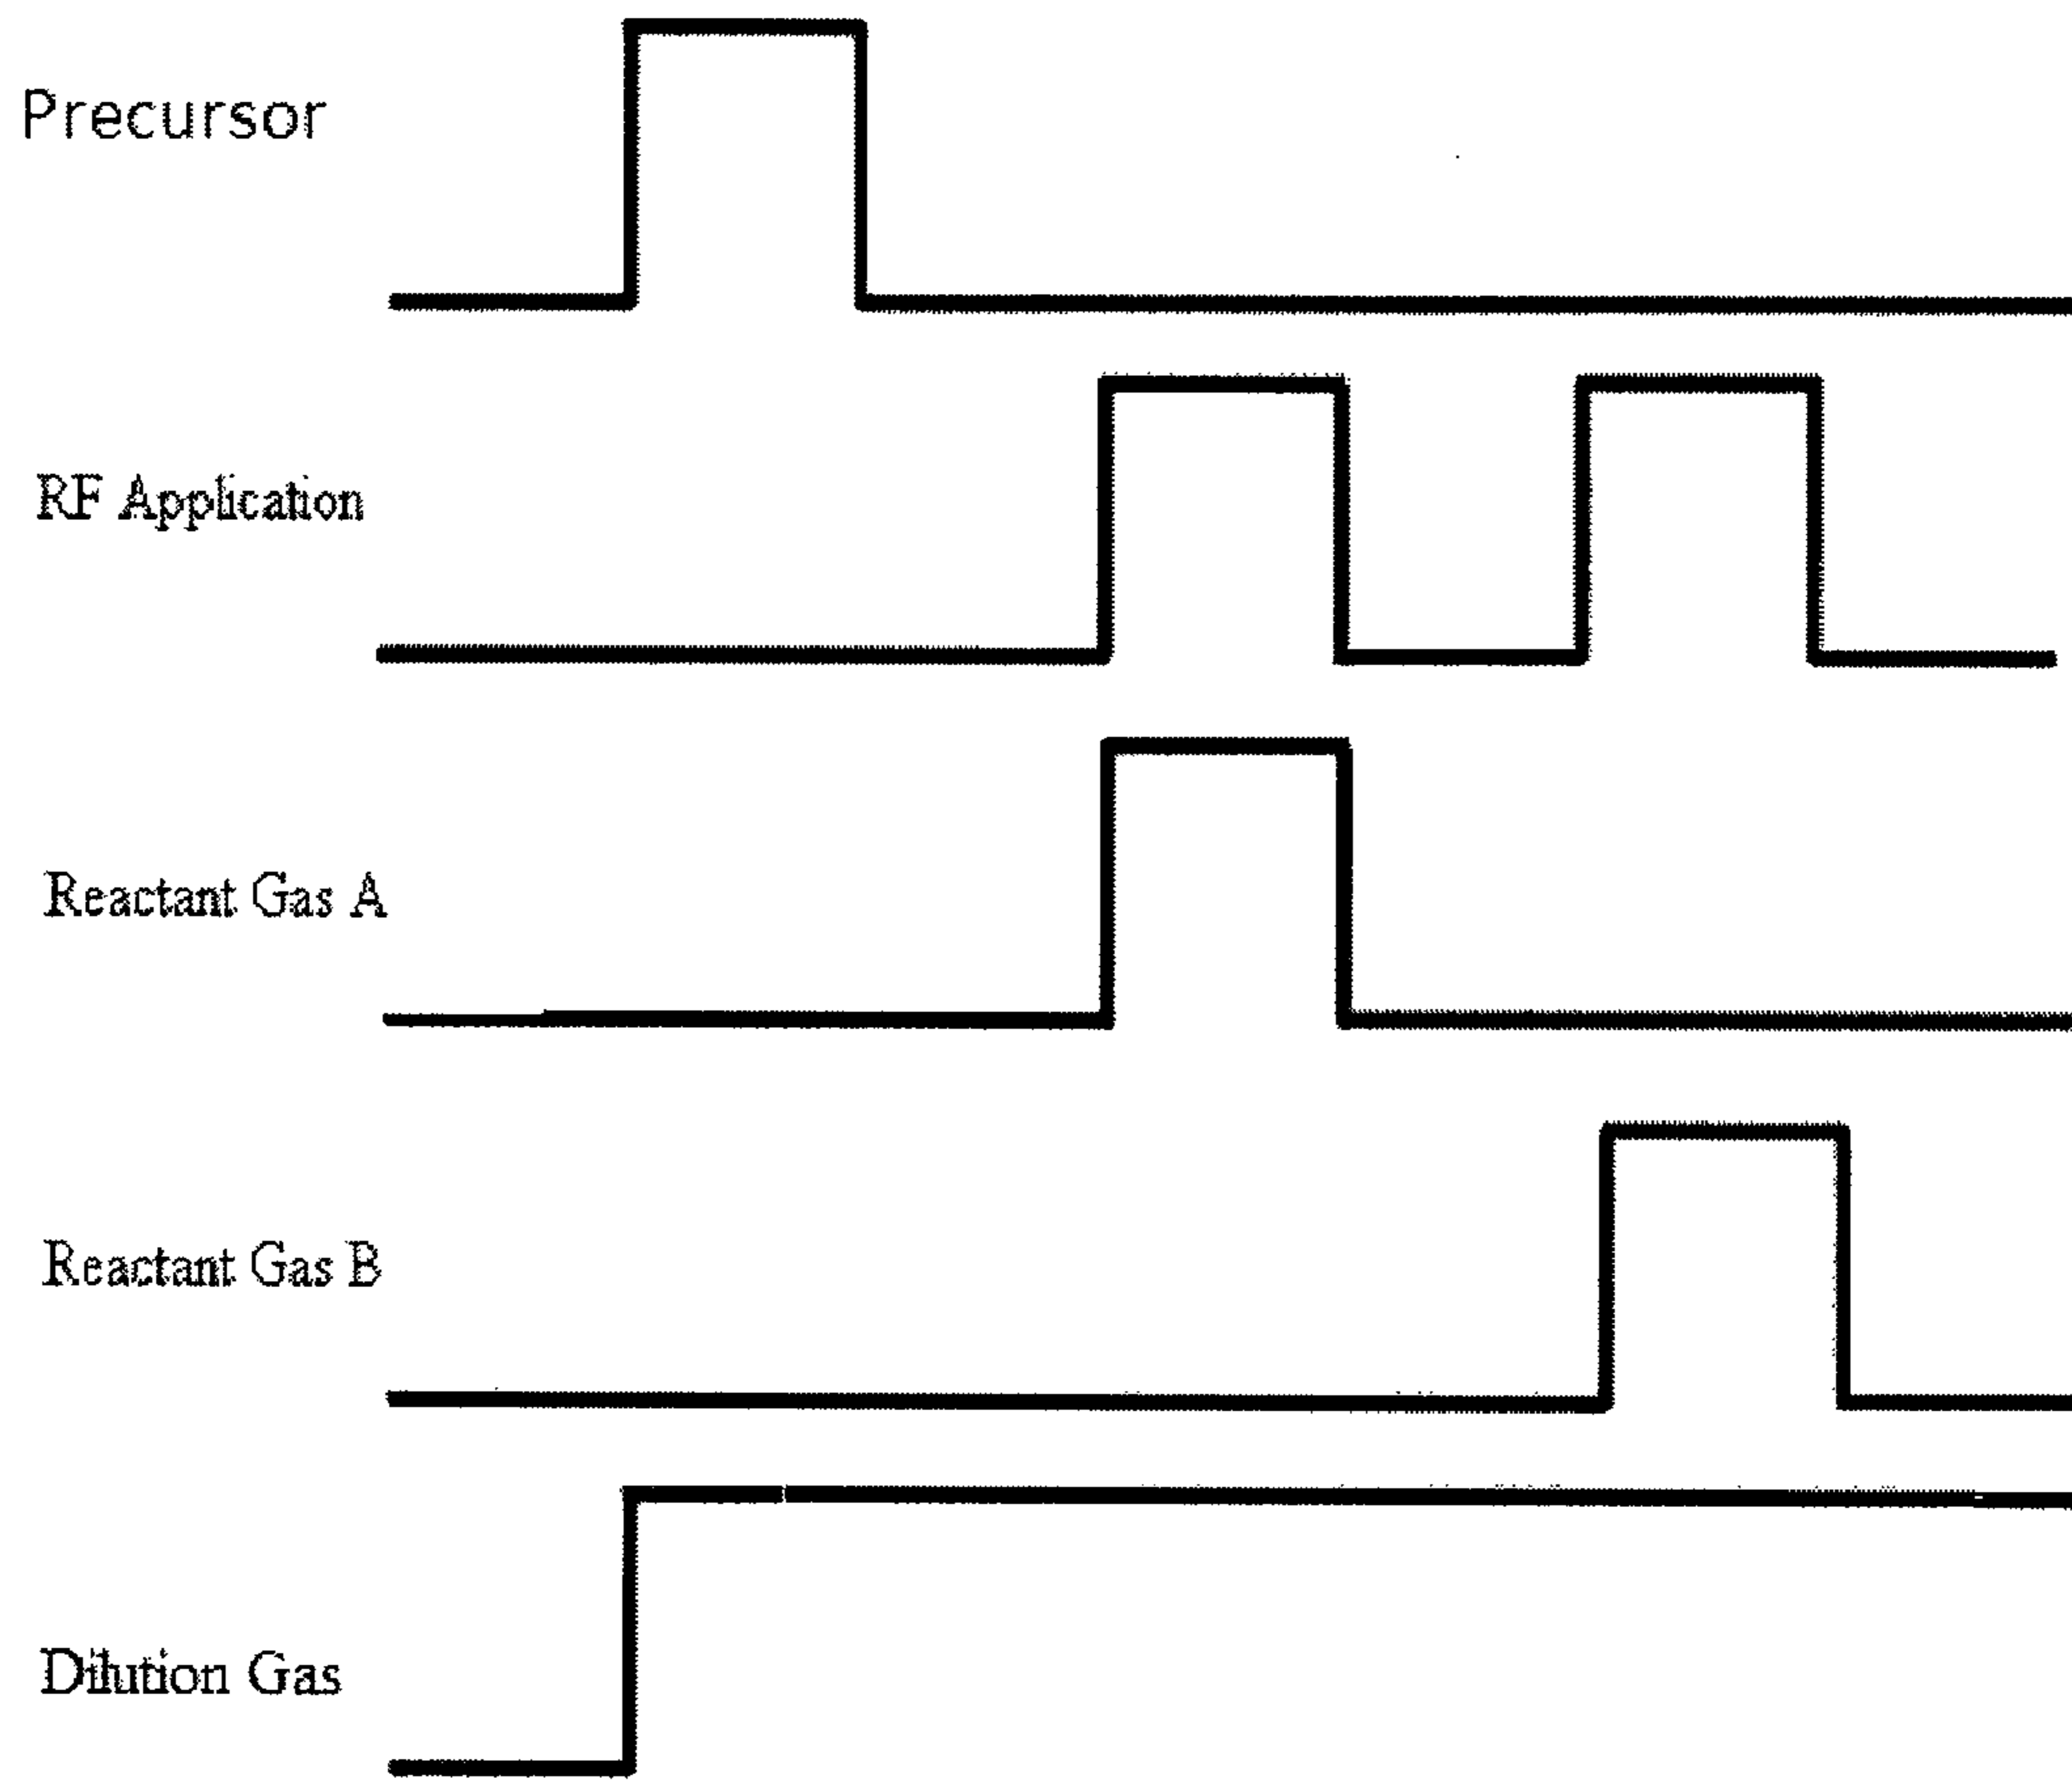 Precursor
RF Application
Reactant Gas A
Reactant Gas B
Dilution Gas